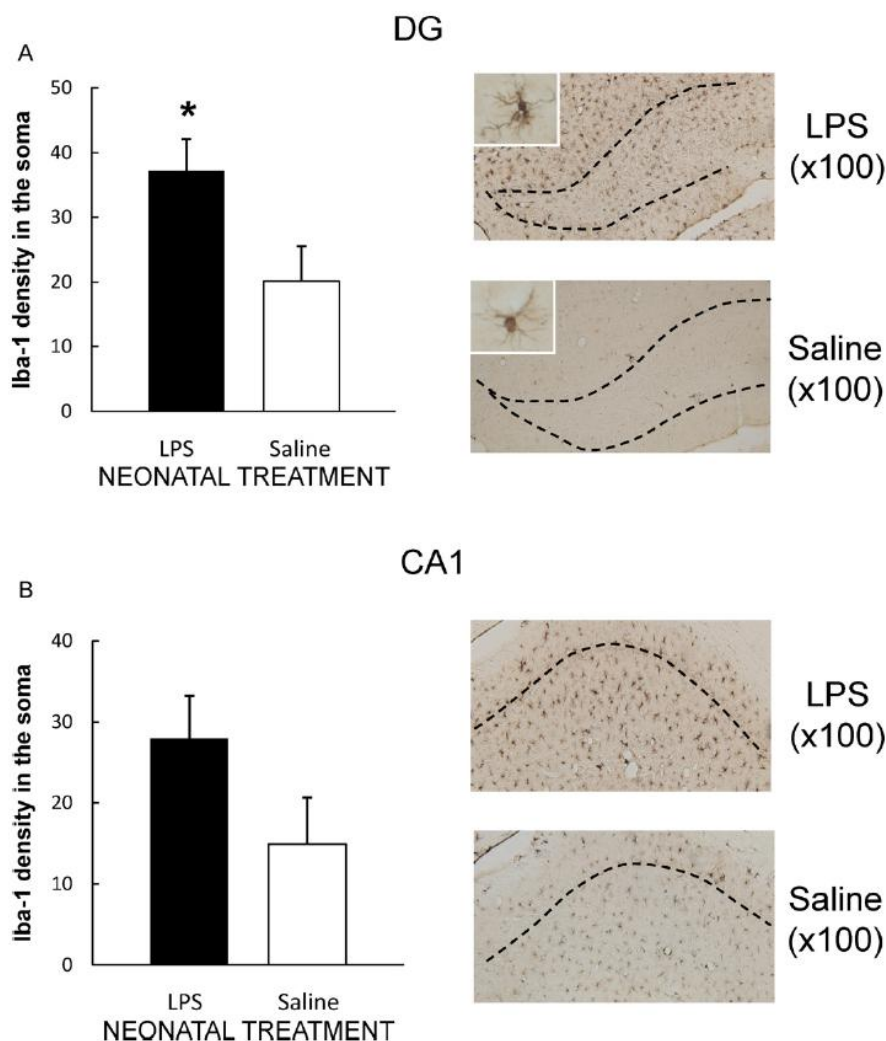 DG
A
50
*
40
30
20
10
0
Iba-1 density in the soma
LPS
Saline
NEONATAL TREATMENT
LPS
(x100)
Saline
(x100)
CA1
B
40
30
20
10
0
Iba-1 density in the soma
LPS
Saline
NEONATAL TREATMENT
LPS
(x100)
Saline
(x100)